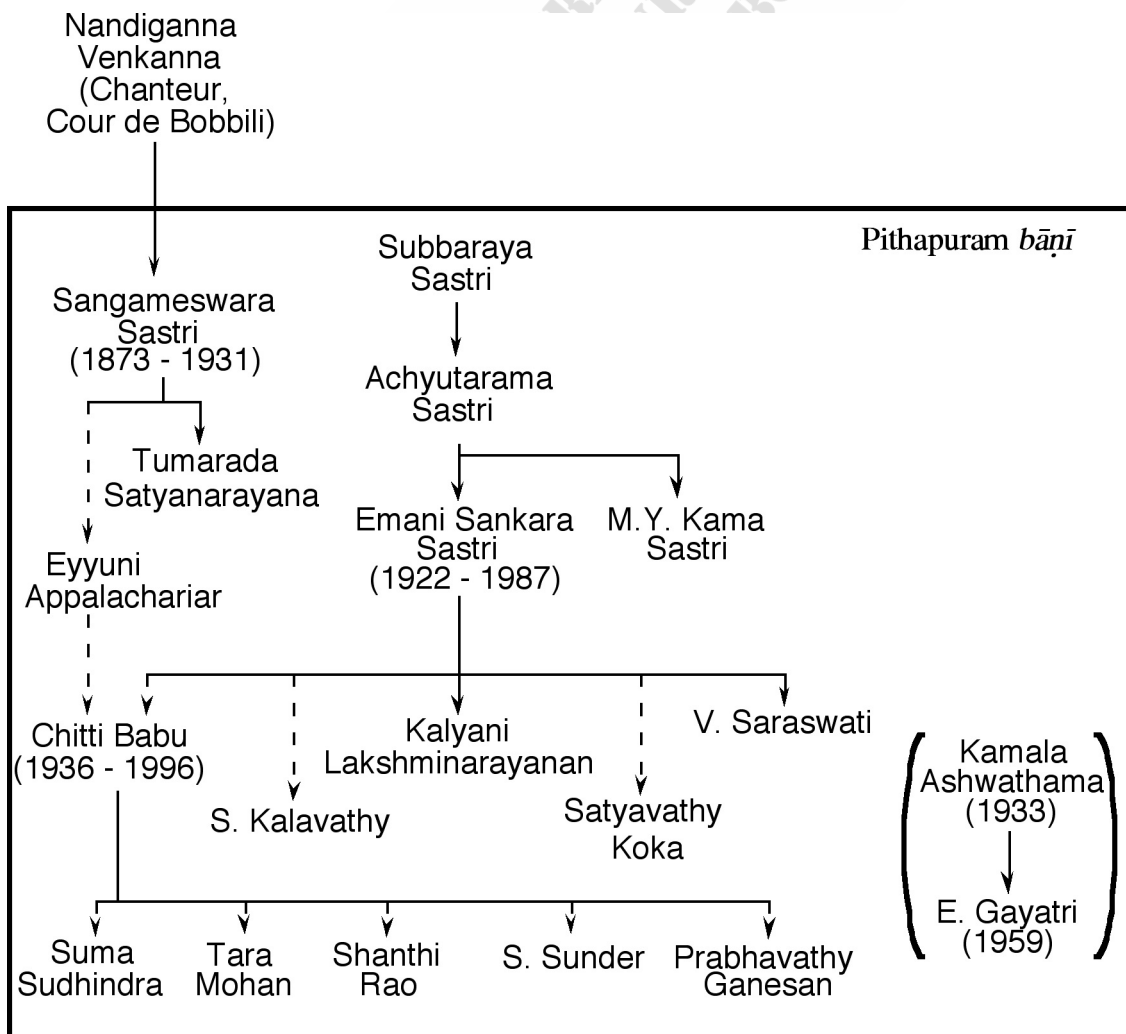 Nandiganna
Venkanna
(Chanteur,
Cour de Bobbili)
Pithapuram bāṇī
Subbaraya
Sastri
Sangameswara
Sastri
(1873 - 1931)
Achyutarama
Sastri
Tumarada
Satyanarayana
Emani Sankara
Sastri
(1922 - 1987)
M.Y. Kama
Sastri
Eyyuni
Appalachariar
Chitti Babu
(1936 - 1996)
S. Kalavathy
Kalyani
Lakshminarayanan
Satyavathy
Koka
V. Saraswati
Kamala
Ashwathama
(1933)
E. Gayatri
(1959)
Suma
Sudhindra
Tara
Mohan
Shanthi
Rao
S. Sunder
Prabhavathy
Ganesan